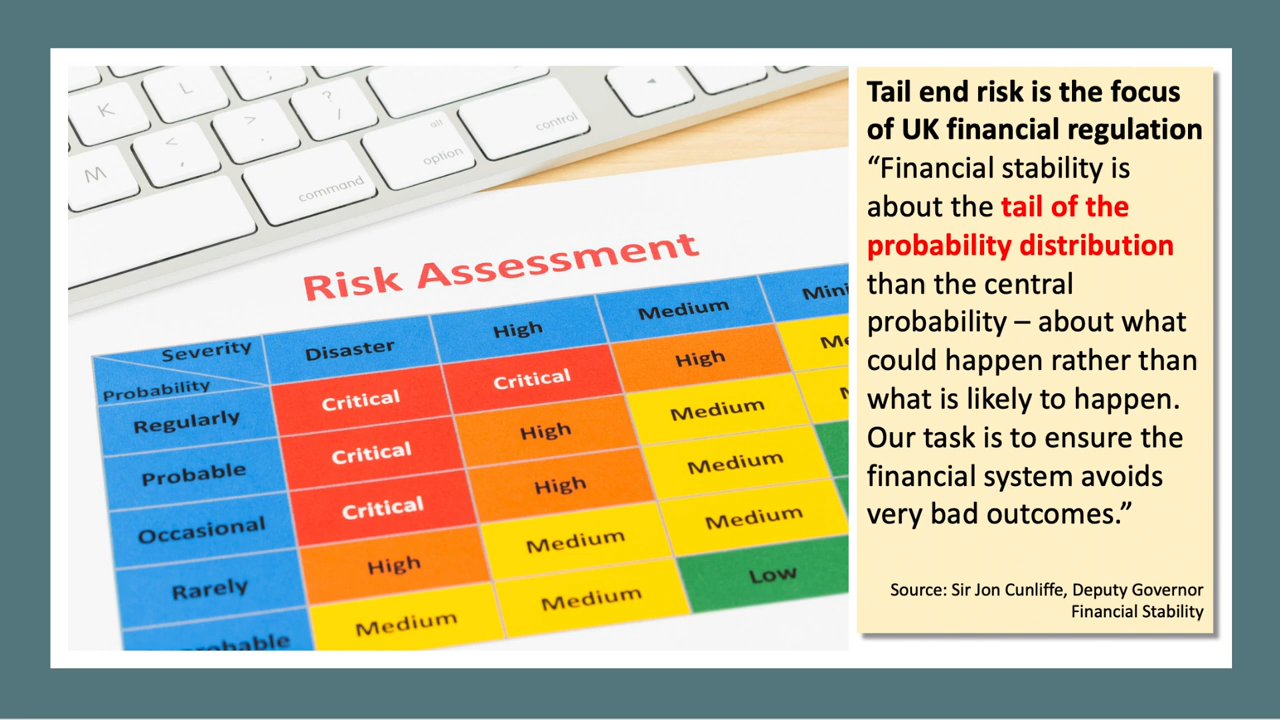 K
L
;
:
?
/
<
,
>
.
M
alt
option
command
control
Risk Assessment
Severity
Probability
Disaster
High
Medium
Regularly
Critical
Critical
High
Probable
Critical
High
Medium
Occasional
Critical
High
Medium
Rarely
High
Medium
Medium
Medium
Medium
Low
Tail end risk is the focus
of UK financial regulation
“Financial stability is
about the tail of the
probability distribution
than the central
probability – about what
could happen rather than
what is likely to happen.
Our task is to ensure the
financial system avoids
very bad outcomes.”
Source: Sir Jon Cunliffe, Deputy Governor
Financial Stability